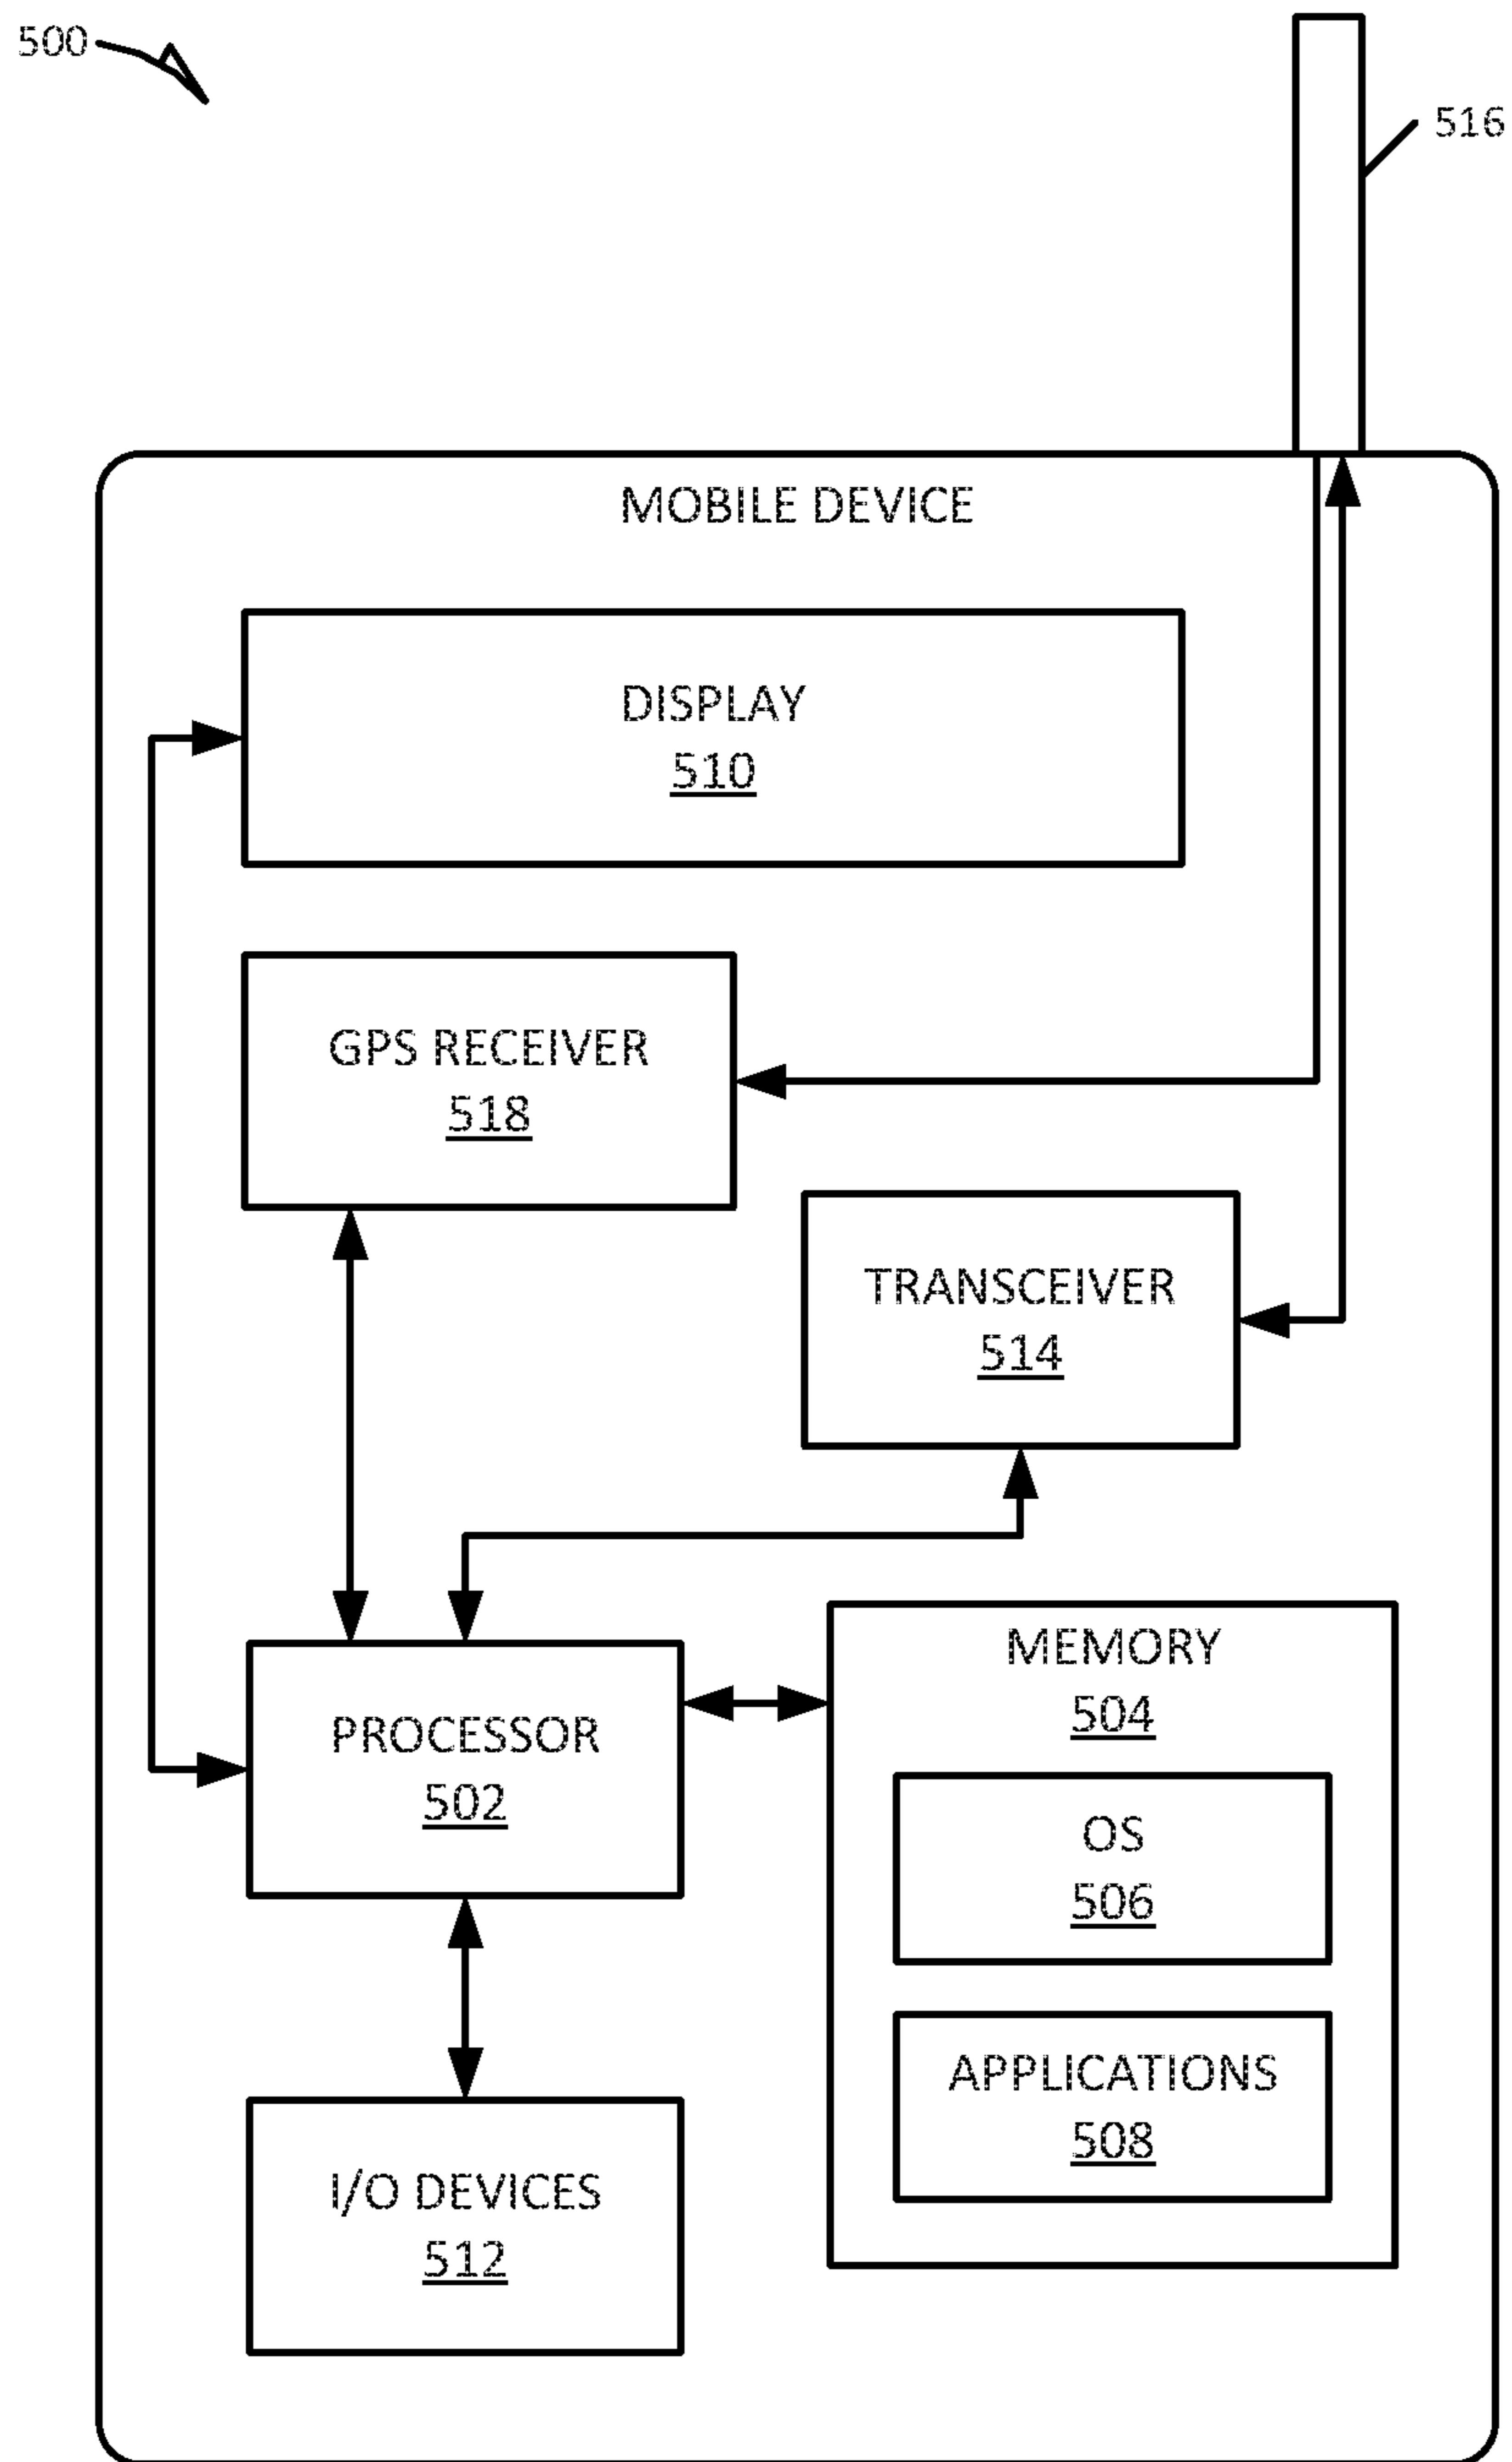 500
516
MOBILE DEVICE
DISPLAY
510
GPS RECEIVER
518
TRANSCEIVER
514
MEMORY
504
PROCESSOR
502
OS
506
APPLICATIONS
508
I/O DEVICES
512